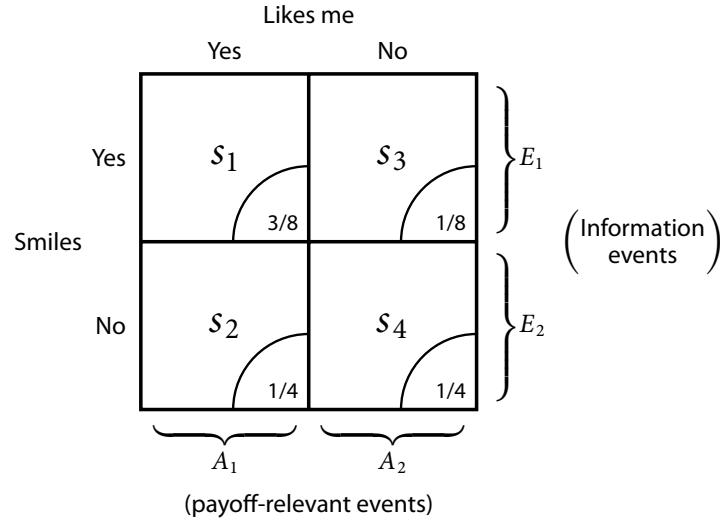 Likes me
Yes No
Yes s₁ s₃ E₁
3/8 1/8
Smiles
(Information
events)
No s₂ s₄ E₂
1/4 1/4
A₁ A₂
(payoff-relevant events)